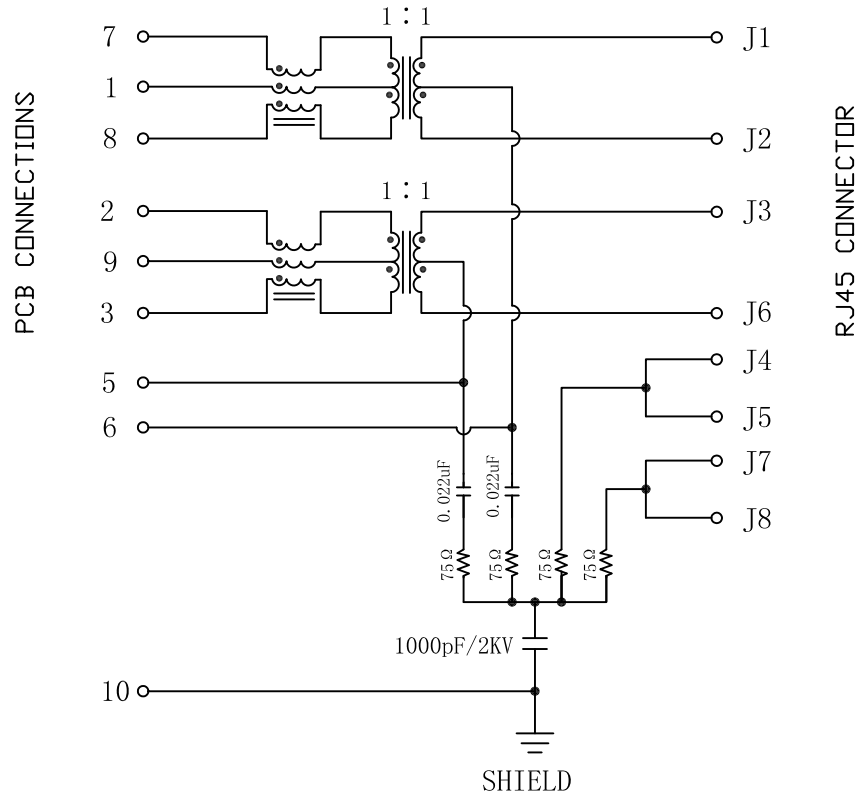 1 : 1
7
J1
1
8
J2
PCB CONNECTIONS
RJ45 CONNECTOR
1 : 1
2
J3
9
3
J6
5
J4
6
J5
J7
J8
0.022uF
0.022uF
75Ω
75Ω
75Ω
75Ω
1000pF/2KV
10
SHIELD